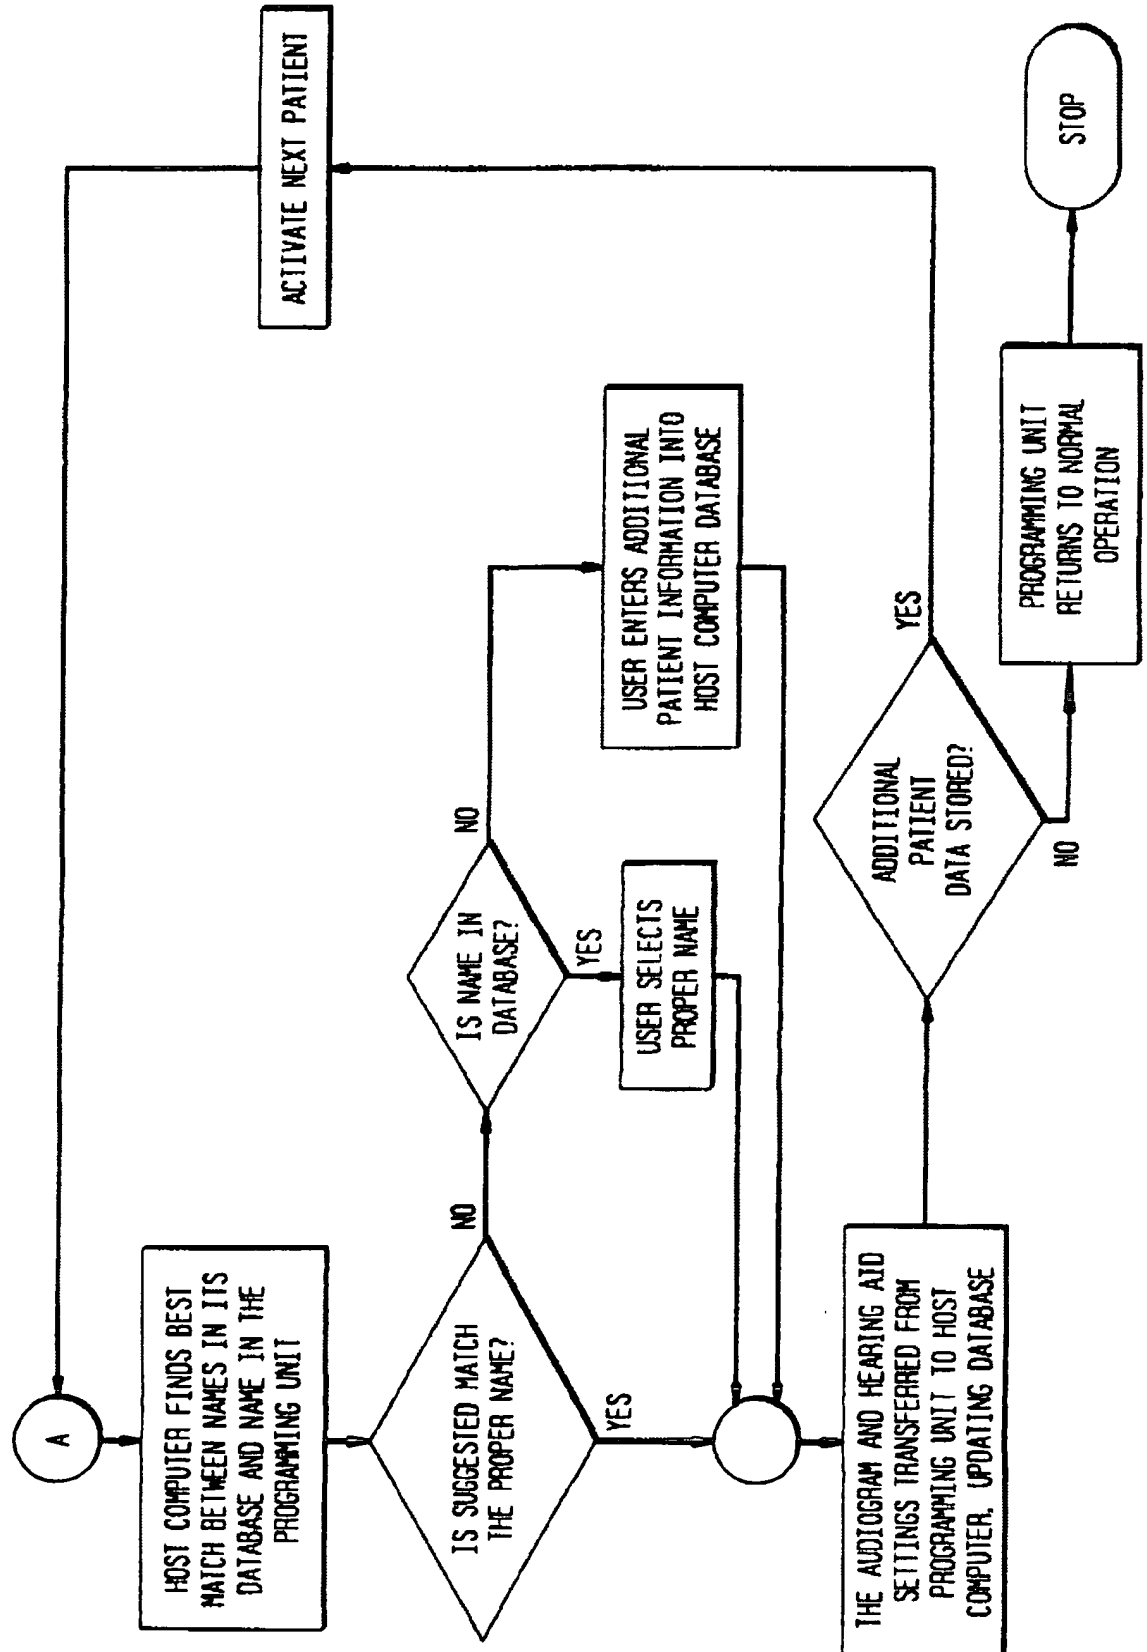 A
HOST COMPUTER FINDS BEST
MATCH BETWEEN NAMES IN ITS
DATABASE AND NAME IN THE
PROGRAMMING UNIT
IS SUGGESTED MATCH
THE PROPER NAME?
NO
YES
IS NAME IN
DATABASE?
NO
YES
USER SELECTS
PROPER NAME
USER ENTERS ADDITIONAL
PATIENT INFORMATION INTO
HOST COMPUTER DATABASE
ACTIVATE NEXT PATIENT
THE AUDIOGRAM AND HEARING AID
SETTINGS TRANSFERRED FROM
PROGRAMMING UNIT TO HOST
COMPUTER, UPDATING DATABASE
ADDITIONAL
PATIENT
DATA STORED?
YES
NO
PROGRAMMING UNIT
RETURNS TO NORMAL
OPERATION
STOP